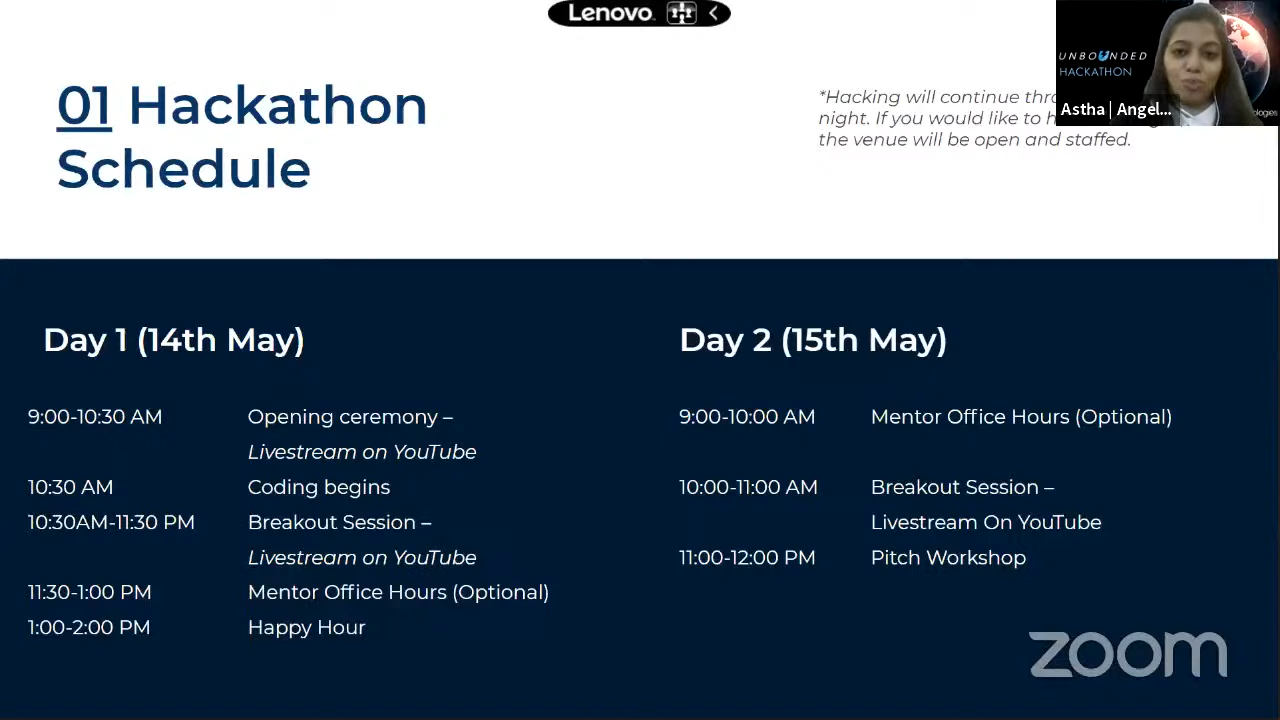 Lenovo
01 Hackathon
Schedule
*Hacking will continue
night. If you would like to
the venue will be open and staffed.
UNBOUNDED
HACKATHON
Astha | Angel...
Day 1 (14th May)
9:00-10:30 AM Opening ceremony –
Livestream on YouTube
10:30 AM Coding begins
10:30AM-11:30 PM Breakout Session –
Livestream on YouTube
11:30-1:00 PM Mentor Office Hours (Optional)
1:00-2:00 PM Happy Hour
Day 2 (15th May)
9:00-10:00 AM Mentor Office Hours (Optional)
10:00-11:00 AM Breakout Session –
Livestream On YouTube
11:00-12:00 PM Pitch Workshop
zoom